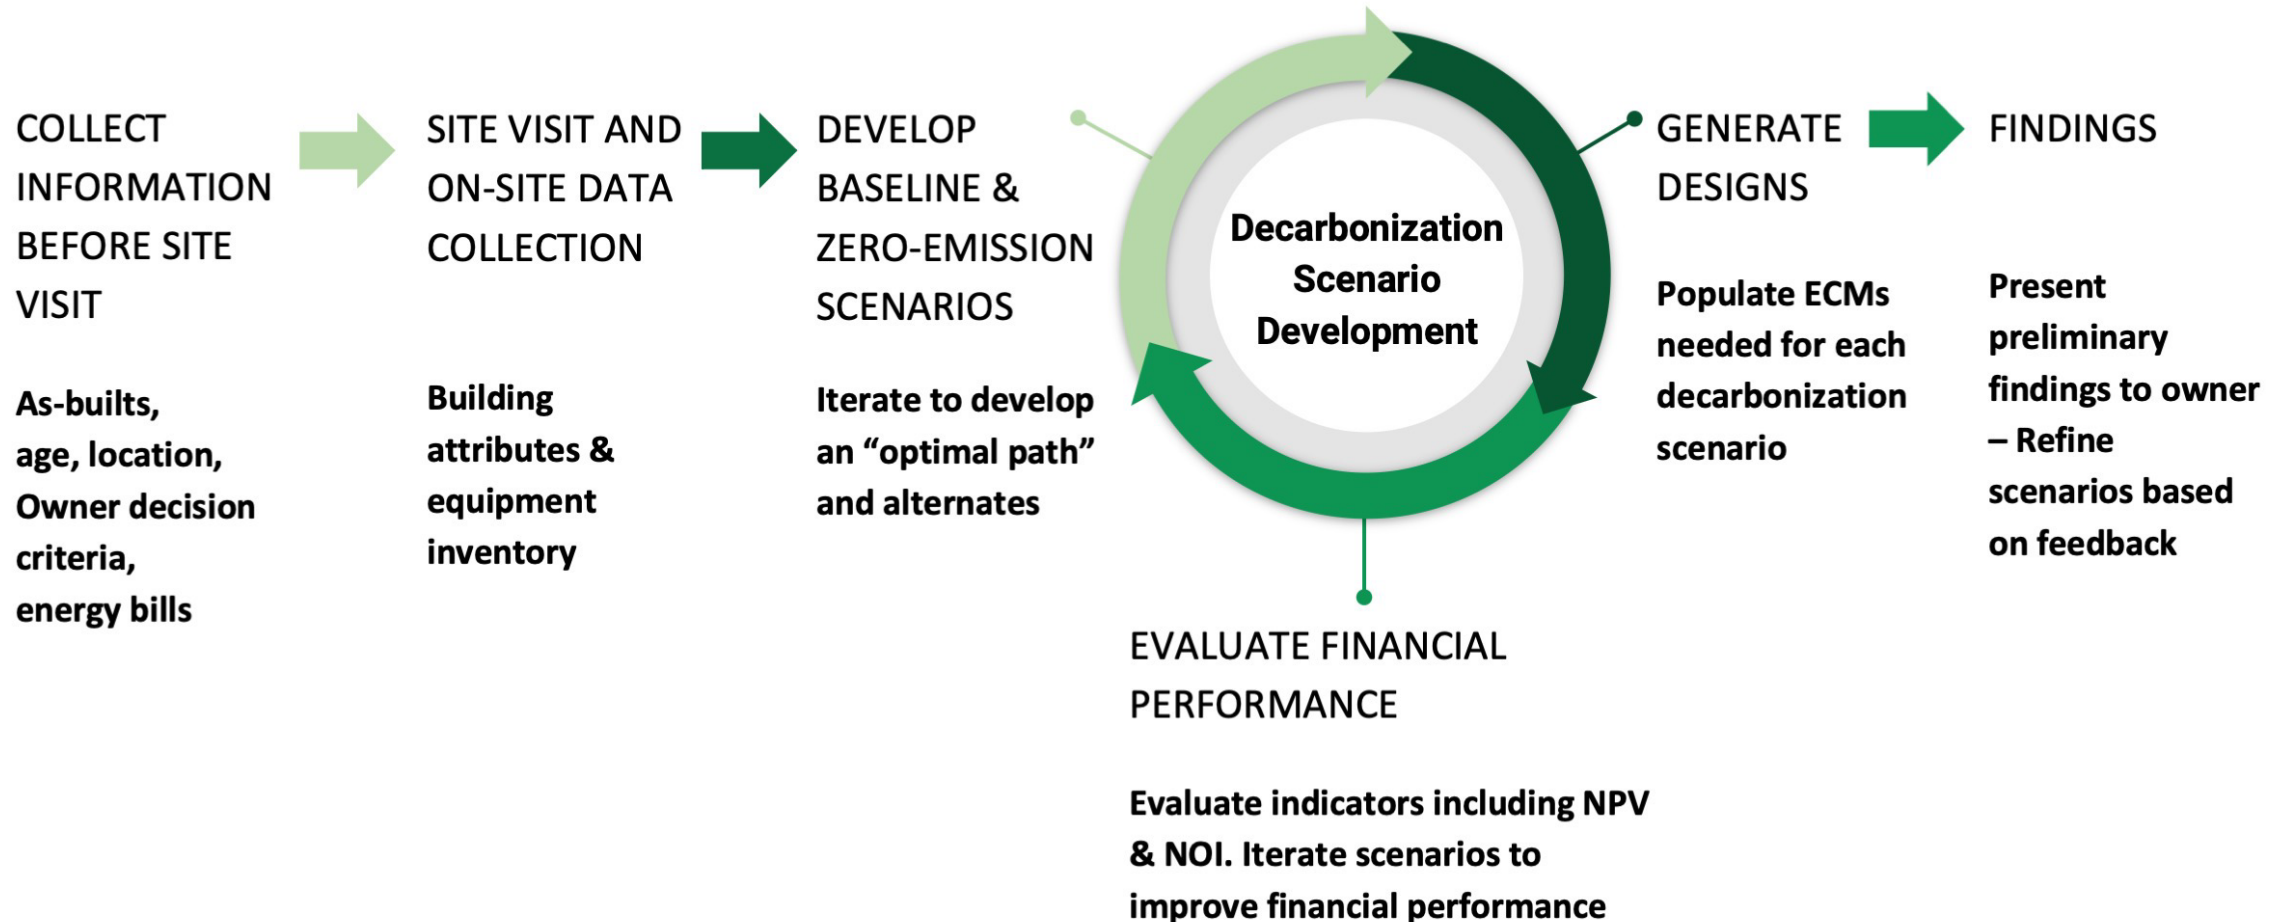 COLLECT
INFORMATION
BEFORE SITE
VISIT
As-builts,
age, location,
Owner decision
criteria,
energy bills
SITE VISIT AND
ON-SITE DATA
COLLECTION
Building
attributes &
equipment
inventory
DEVELOP
BASELINE &
ZERO-EMISSION
SCENARIOS
Iterate to develop
an “optimal path”
and alternates
Decarbonization
Scenario
Development
GENERATE
DESIGNS
Populate ECMs
needed for each
decarbonization
scenario
EVALUATE FINANCIAL
PERFORMANCE
Evaluate indicators including NPV
& NOI. Iterate scenarios to
improve financial performance
FINDINGS
Present
preliminary
findings to owner
– Refine
scenarios based
on feedback